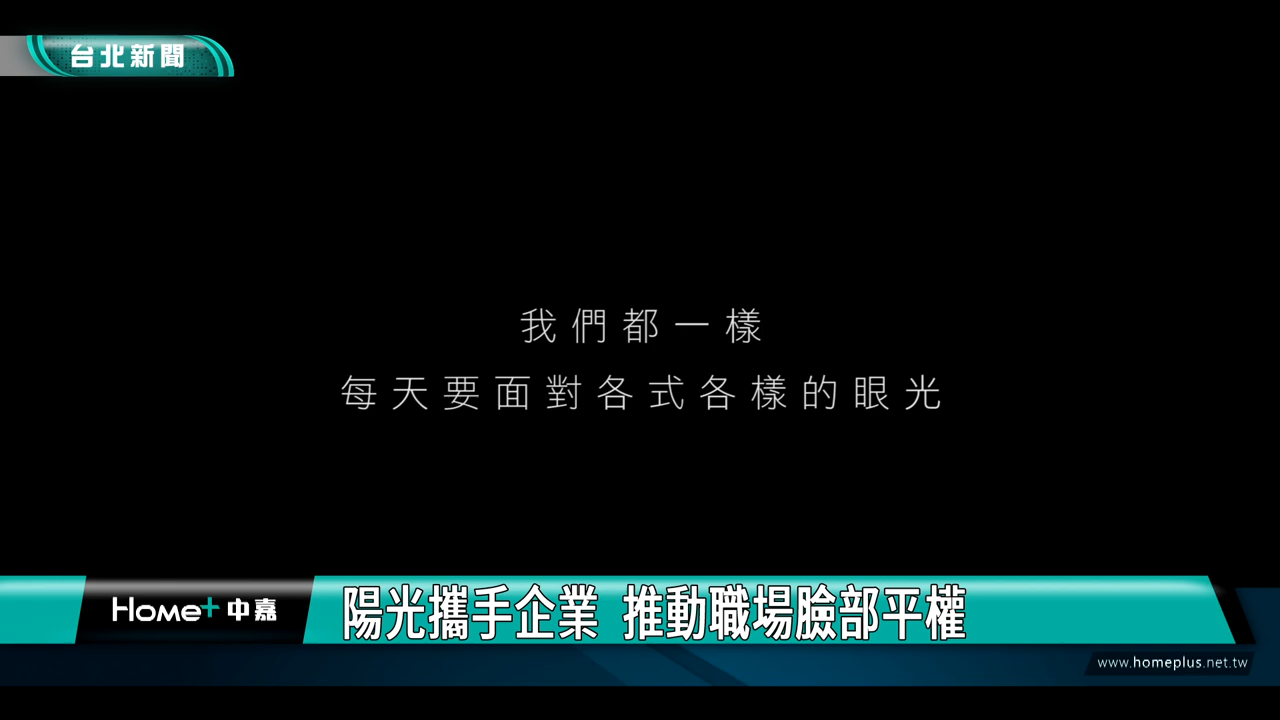 台北新聞
我們都一樣
每天要面對各式各樣的眼光
Home+中嘉
陽光攜手企業 推動職場臉部平權
www.homeplus.net.tw